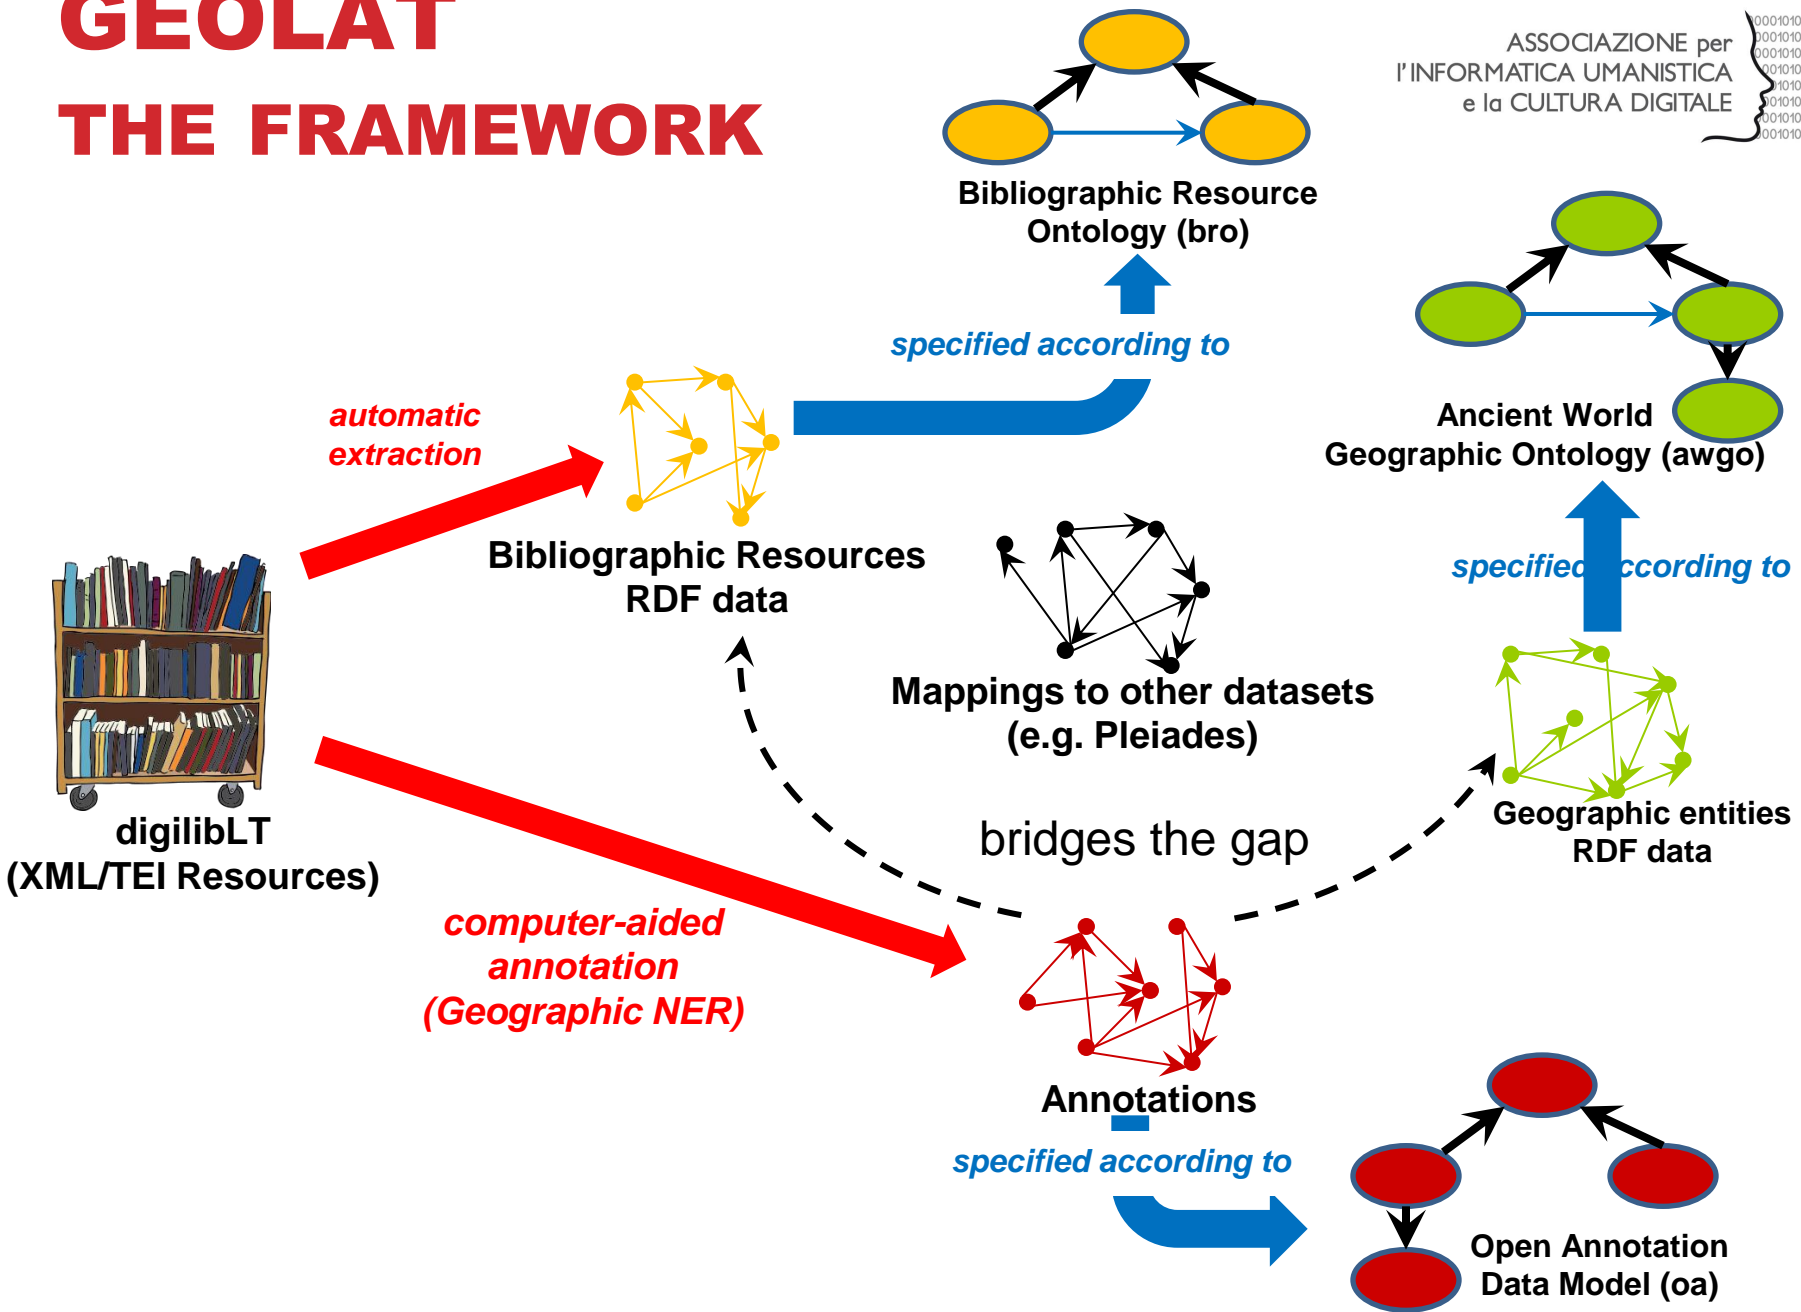 GEOLAT
THE FRAMEWORK
ASSOCIAZIONE per
l'INFORMATICA UMANISTICA
e la CULTURA DIGITALE
Bibliographic Resource
Ontology (bro)
specified according to
Ancient World
Geographic Ontology (awgo)
automatic
extraction
Bibliographic Resources
RDF data
specified ccording to
Mappings to other datasets
(e.g. Pleiades)
digilibLT
(XML/TEI Resources)
bridges the gap
Geographic entities
RDF data
computer-aided
annotation
(Geographic NER)
Annotations
specified according to
Open Annotation
Data Model (oa)